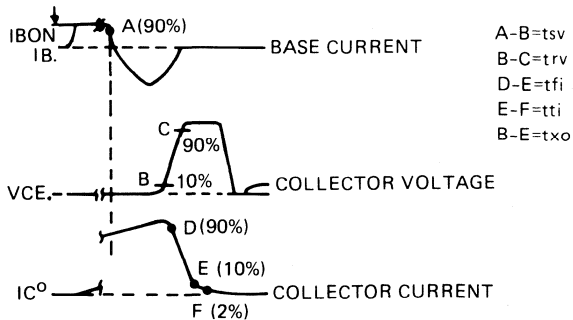 IBON
IB.
A (90%)
BASE CURRENT
A-B=tsv
B-C=trv
D-E=tfi
E-F=tti
B-E=txo
C
90%
B
10%
VCE.
COLLECTOR VOLTAGE
D (90%)
E (10%)
F (2%)
ICO
COLLECTOR CURRENT